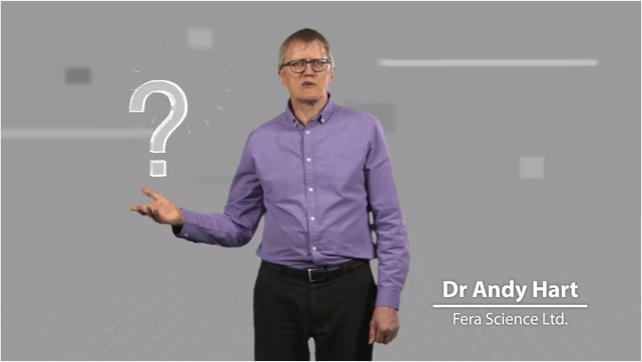 ?
Dr Andy Hart
Fera Science Ltd.